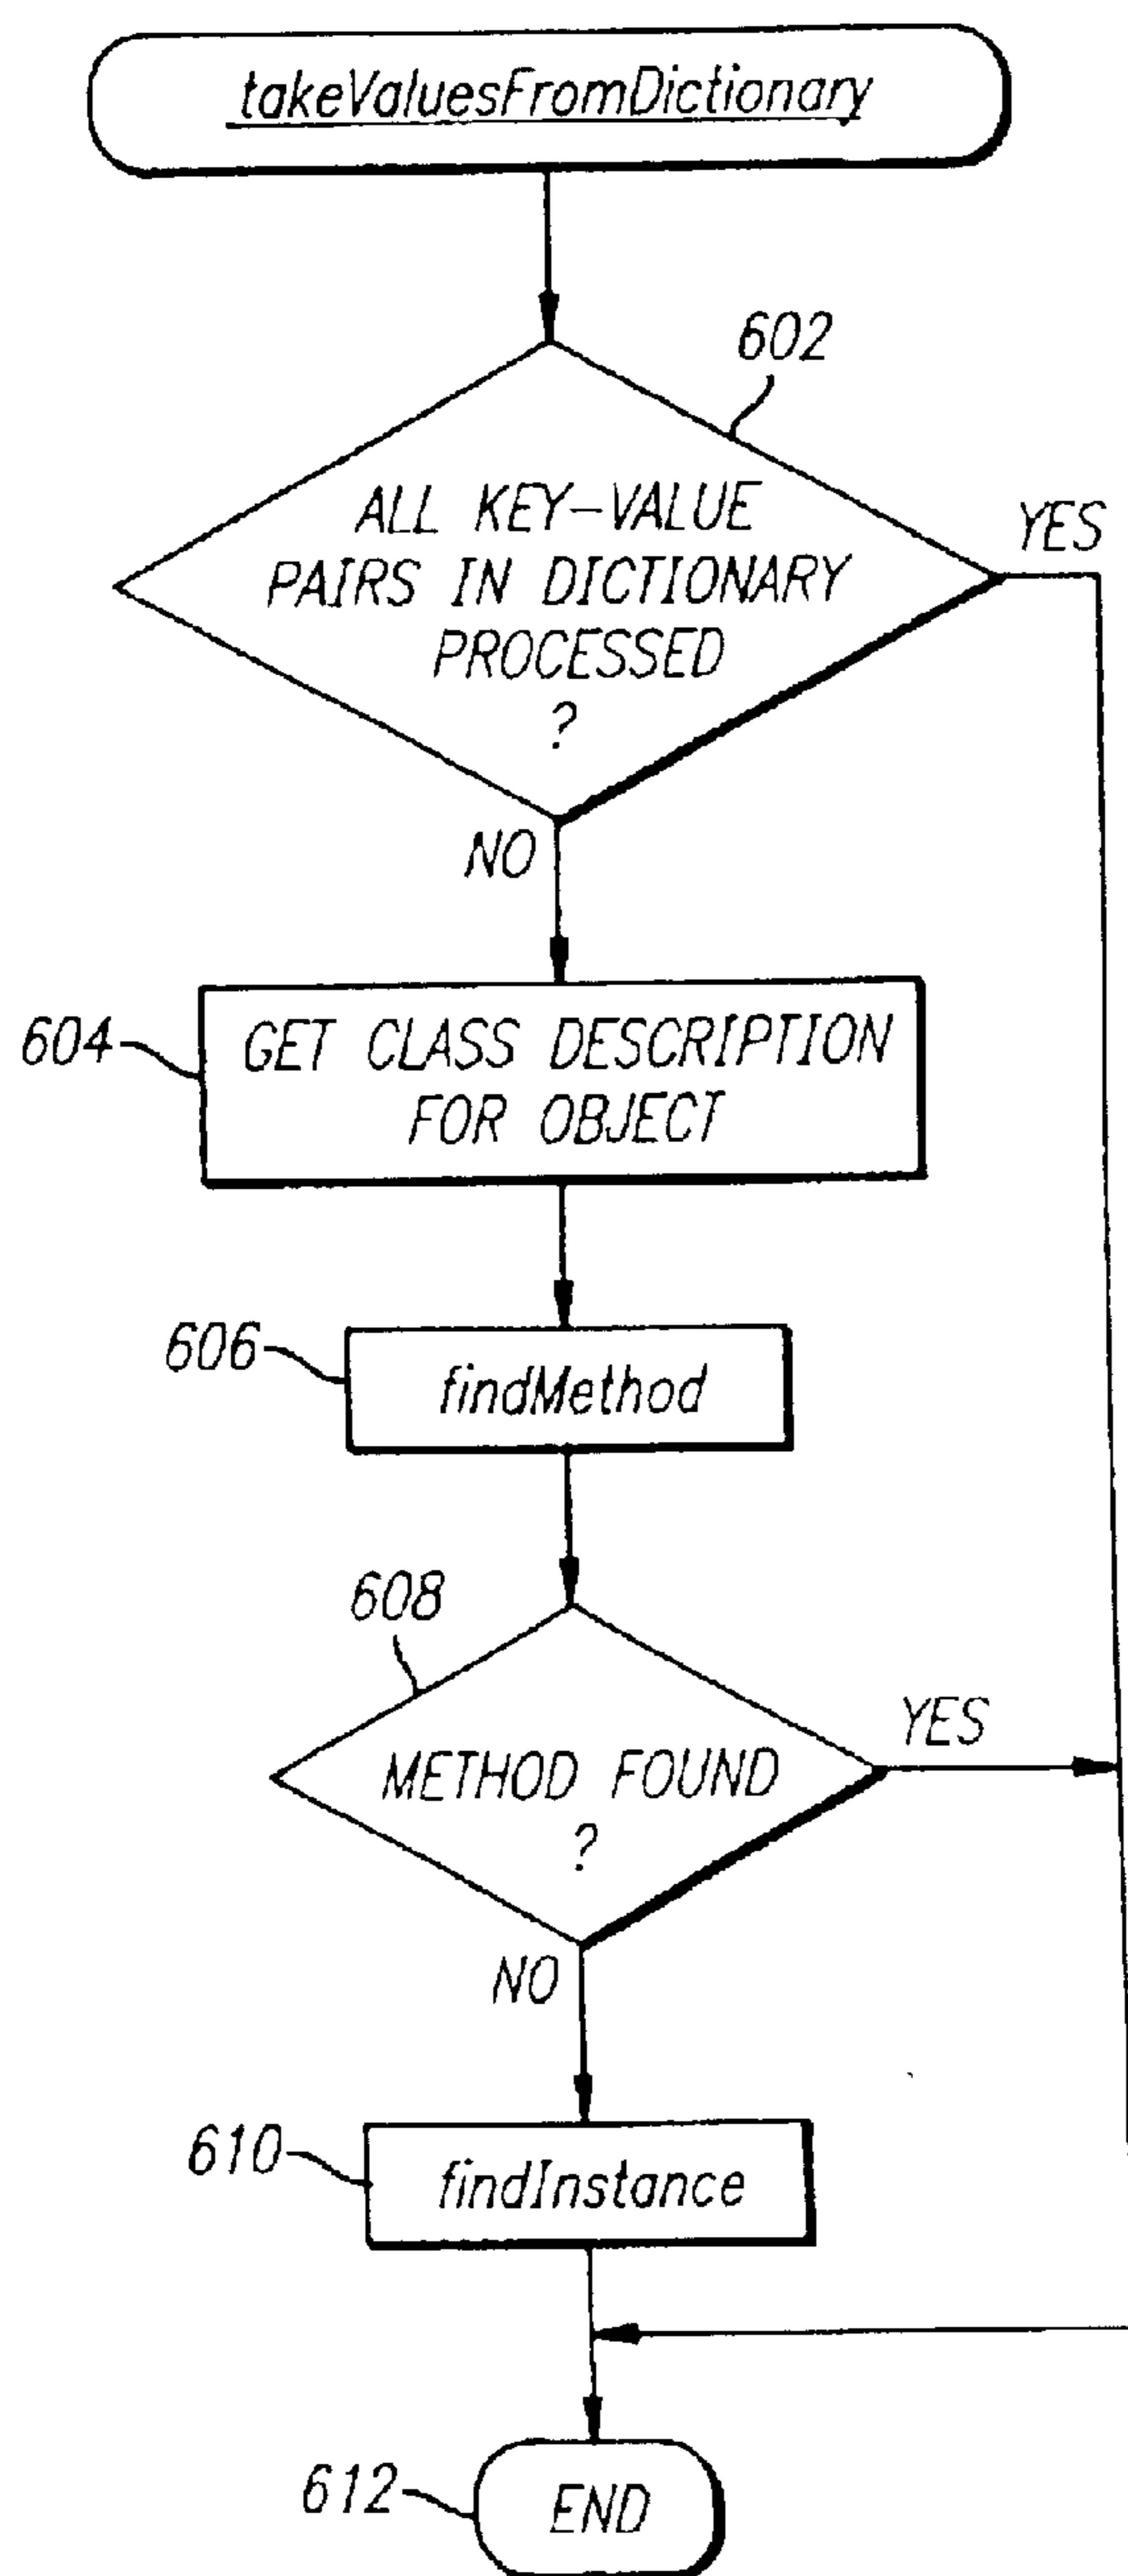 takeValuesFromDictionary
602
ALL KEY-VALUE
PAIRS IN DICTIONARY
PROCESSED
?
YES
NO
604
GET CLASS DESCRIPTION
FOR OBJECT
606
findMethod
608
METHOD FOUND
?
YES
NO
610
findInstance
612
END